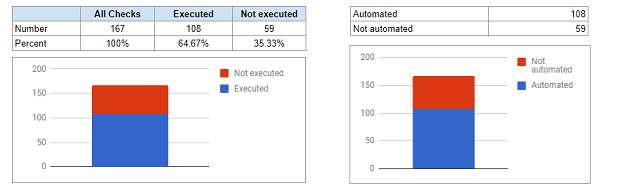 All Checks Executed Not executed
Number 167 108 59
Percent 100% 64.67% 35.33%
200
150
100
50
0
Not executed
Executed
Automated 108
Not automated 59
200
150
100
50
0
Not
automated
Automated